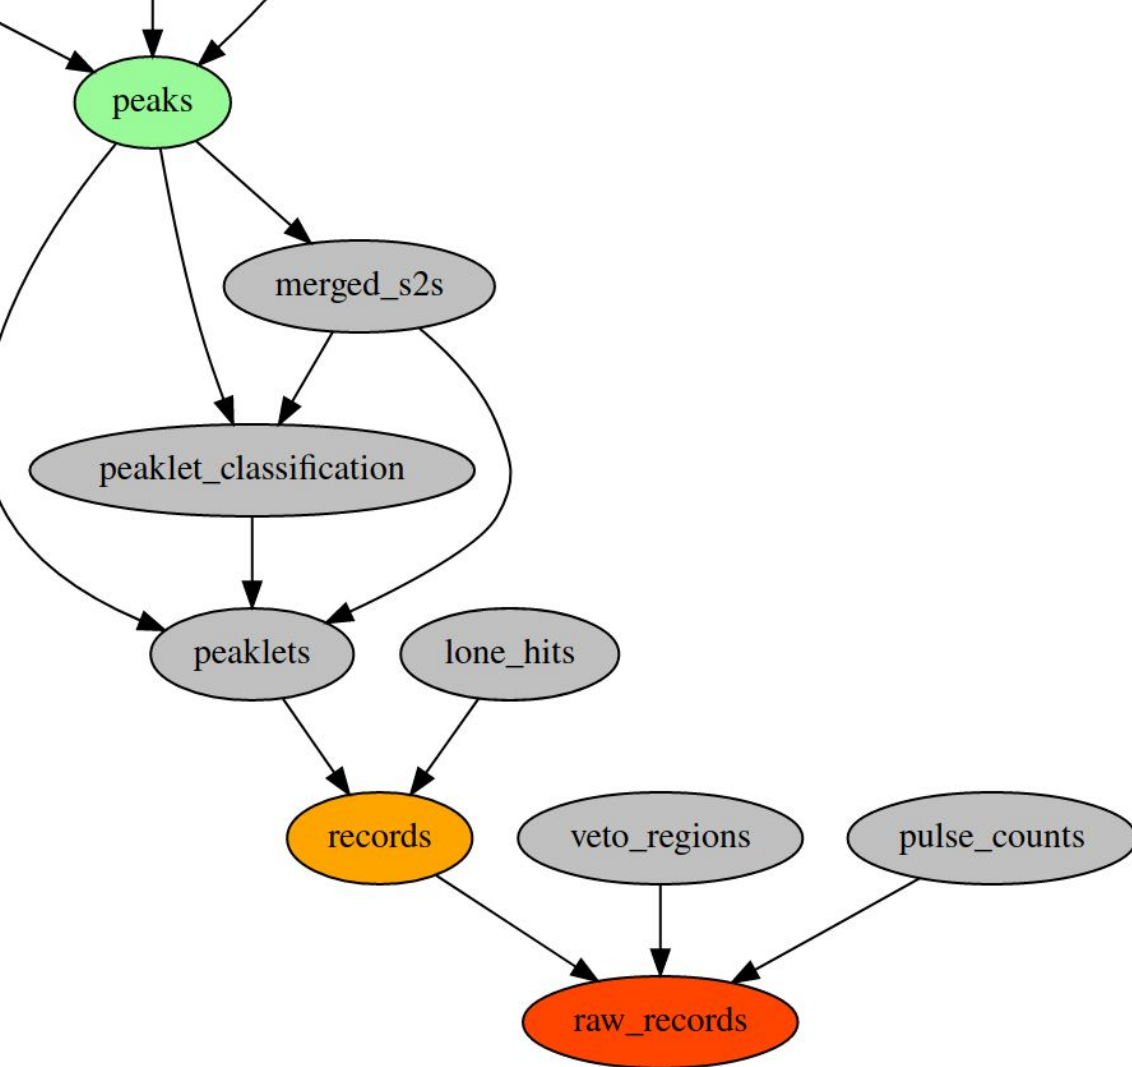 peaks
merged_s2s
peaklet_classification
peaklets
lone_hits
records
veto_regions
pulse_counts
raw_records